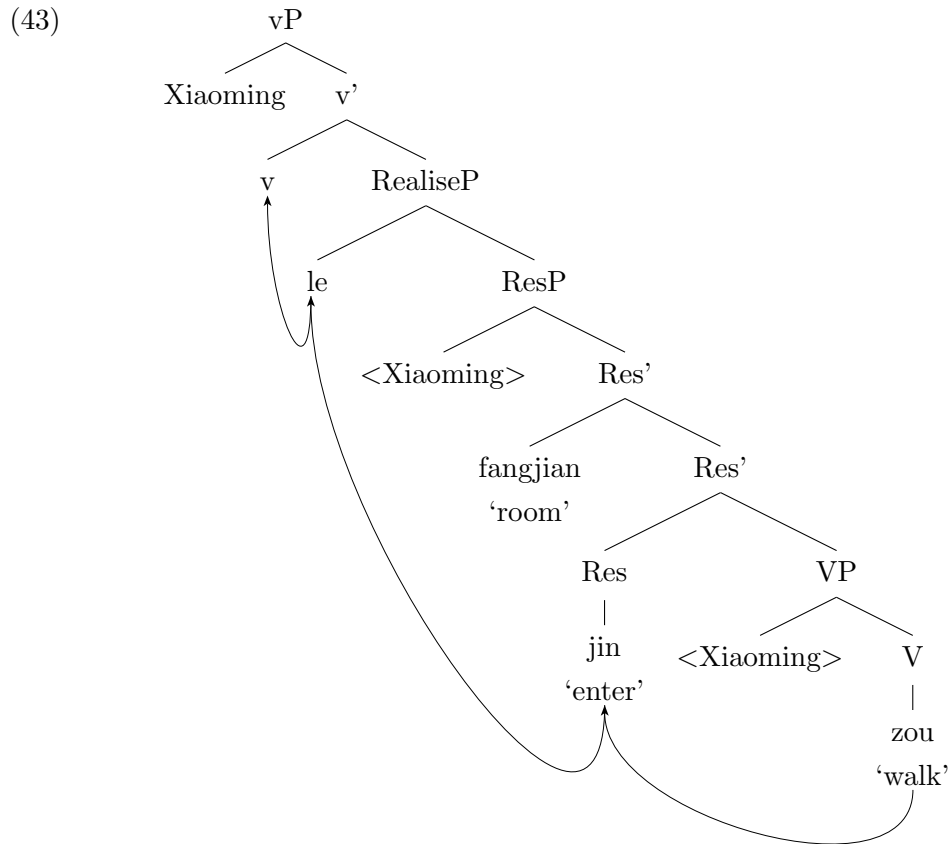 (43) vP
Xiaoming v’
v RealiseP
le ResP
<Xiaoming> Res’
fangjian Res’
‘room’
Res VP
jin <Xiaoming> V
‘enter’
zou
‘walk’